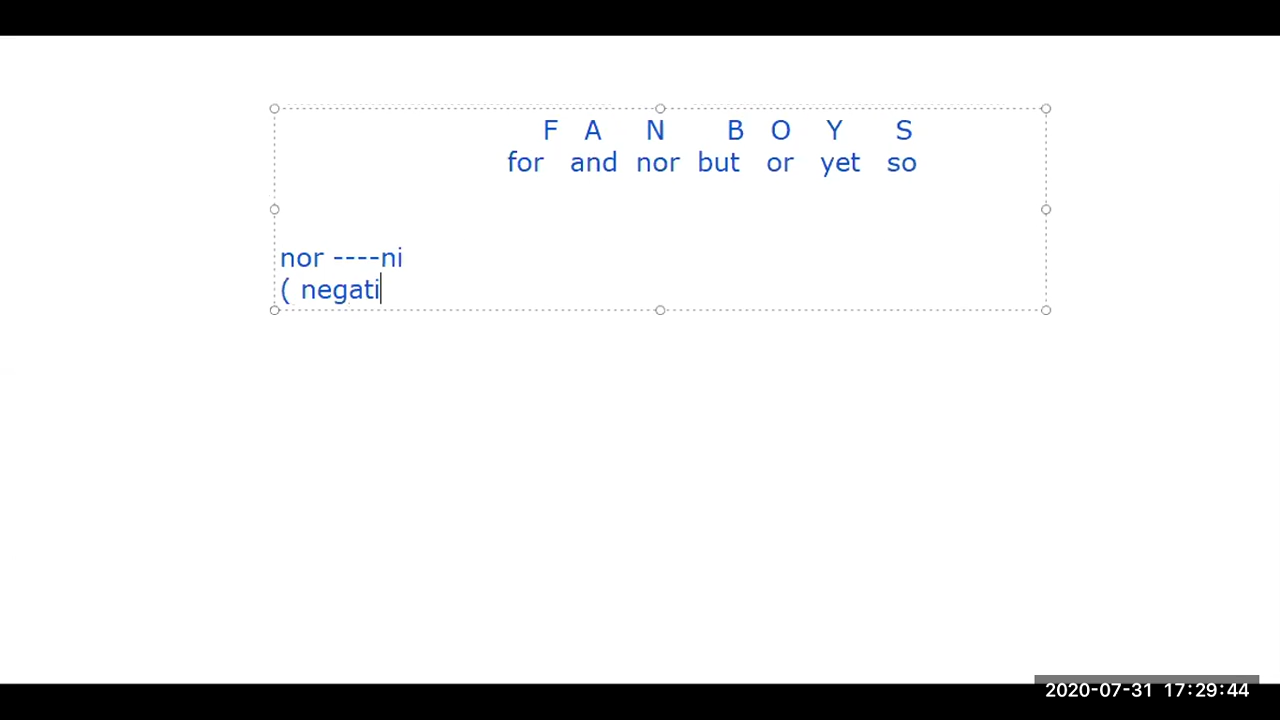 F A N B O Y S
for and nor but or yet so
nor ----ni
( negati
2020-07-31 17:29:44